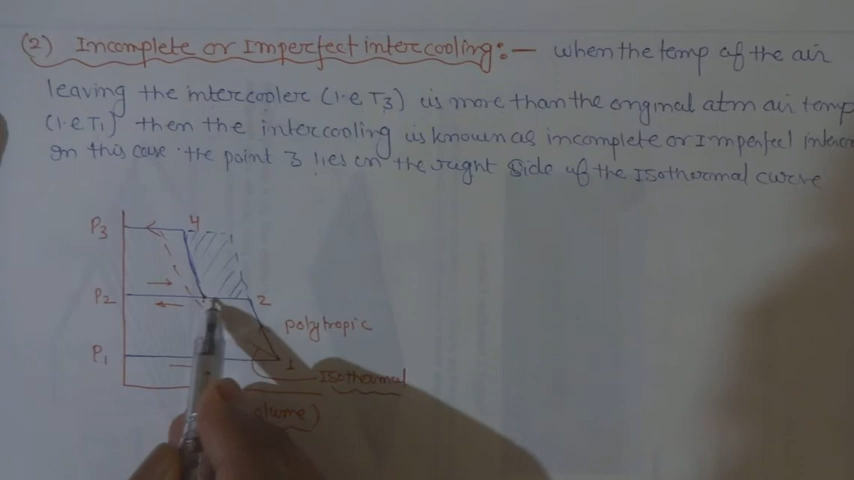 (2) Incomplete or Imperfect intercooling:— when the temp of the air
leaving the intercooler (i.e T3) is more than the original atm air temp
(i.e T1) then the intercooling is known as incomplete or Imperfect
In this case the point 3 lies on the right side of the Isothermal curve
P3
4
P2
2
polytropic
P1
1
Isothermal